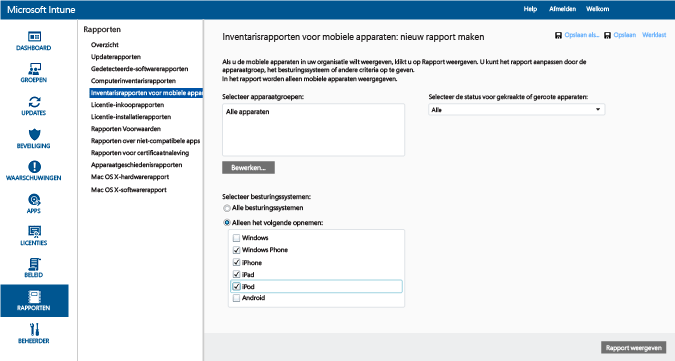 Microsoft Intune
Help Afmelden Welkom
DASHBOARD
GROEPEN
UPDATES
BEVEILIGING
WAARSCHUWINGEN
APPS
LICENTIES
BELEID
RAPPORTEN
BEHEERDER
Rapporten
Overzicht
Updaterapporten
Gedetecteerde-softwarerapporten
Computerinventarisrapporten
Inventarisrapporten voor mobiele appar
Licentie-inkooprapporten
Licentie-installatierapporten
Rapporten Voorwaarden
Rapporten over niet-compatibele apps
Rapporten voor certificaatnaleving
Apparaatgeschiedenisrapporten
Mac OS X-hardwarerapport
Mac OS X-softwarerapport
Inventarisrapporten voor mobiele apparaten: nieuw rapport maken
Opslaan als... Opslaan Werklast
Als u de mobiele apparaten in uw organisatie wilt weergeven, klikt u op Rapport weergeven. U kunt het rapport aanpassen door de
apparaatgroep, het besturingssysteem of andere criteria op te geven.
In het rapport worden alleen mobiele apparaten weergegeven.
Selecteer apparaatgroepen:
Alle apparaten
Bewerken...
Selecteer de status voor gekraakte of geroote apparaten:
Alle
Selecteer besturingssystemen:
Alle besturingssystemen
Alleen het volgende opnemen:
Windows
Windows Phone
iPhone
iPad
iPod
Android
Rapport weergeven